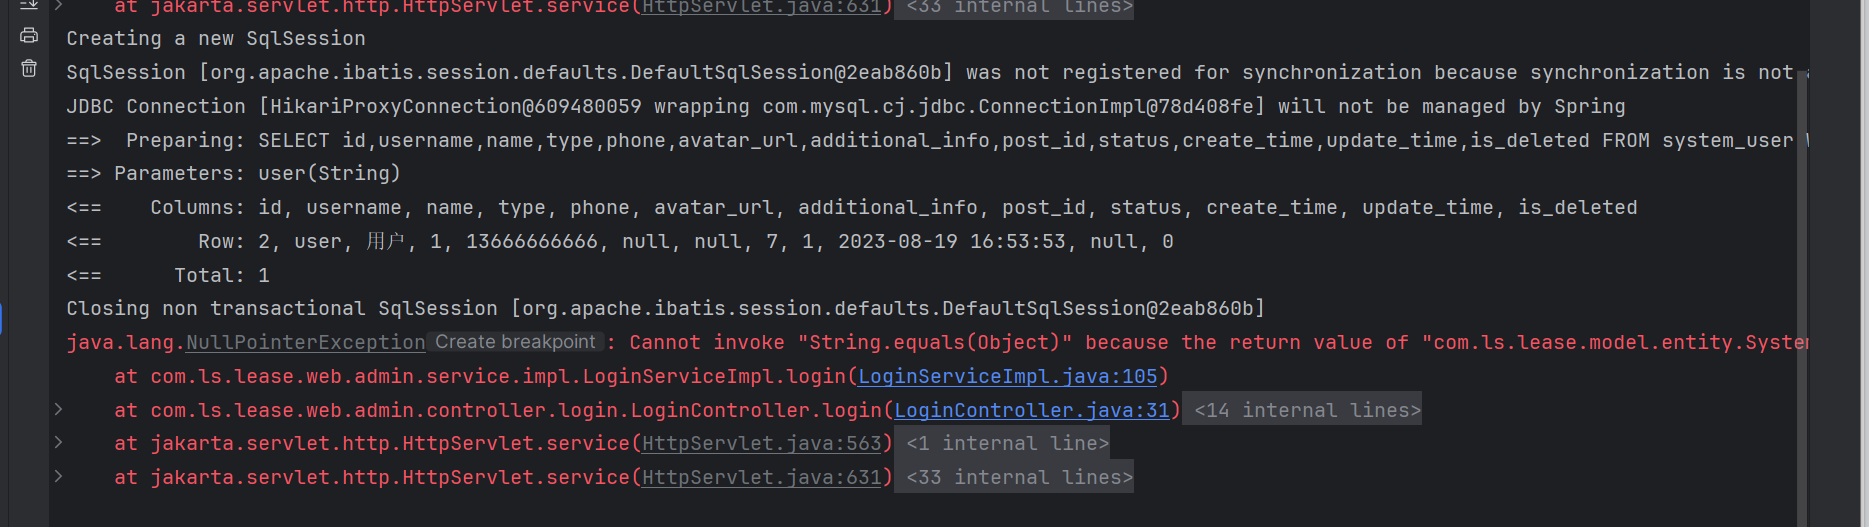 at jakarta.servlet.http.HttpServlet.service(HttpServlet.java:631) <33 internal lines>
Creating a new SqlSession
SqlSession [org.apache.ibatis.session.defaults.DefaultSqlSession@2eab860b] was not registered for synchronization because synchronization is not
JDBC Connection [HikariProxyConnection@609480059 wrapping com.mysql.cj.jdbc.ConnectionImpl@78d408fe] will not be managed by Spring
==>  Preparing: SELECT id,username,name,type,phone,avatar_url,additional_info,post_id,status,create_time,update_time,is_deleted FROM system_user
==> Parameters: user(String)
<==    Columns: id, username, name, type, phone, avatar_url, additional_info, post_id, status, create_time, update_time, is_deleted
<==        Row: 2, user, 用户, 1, 13666666666, null, null, 7, 1, 2023-08-19 16:53:53, null, 0
<==      Total: 1
Closing non transactional SqlSession [org.apache.ibatis.session.defaults.DefaultSqlSession@2eab860b]
java.lang.NullPointerException Create breakpoint : Cannot invoke "String.equals(Object)" because the return value of "com.ls.lease.model.entity.System
at com.ls.lease.web.admin.service.impl.LoginServiceImpl.login(LoginServiceImpl.java:105)
at com.ls.lease.web.admin.controller.login.LoginController.login(LoginController.java:31) <14 internal lines>
at jakarta.servlet.http.HttpServlet.service(HttpServlet.java:563) <1 internal line>
at jakarta.servlet.http.HttpServlet.service(HttpServlet.java:631) <33 internal lines>